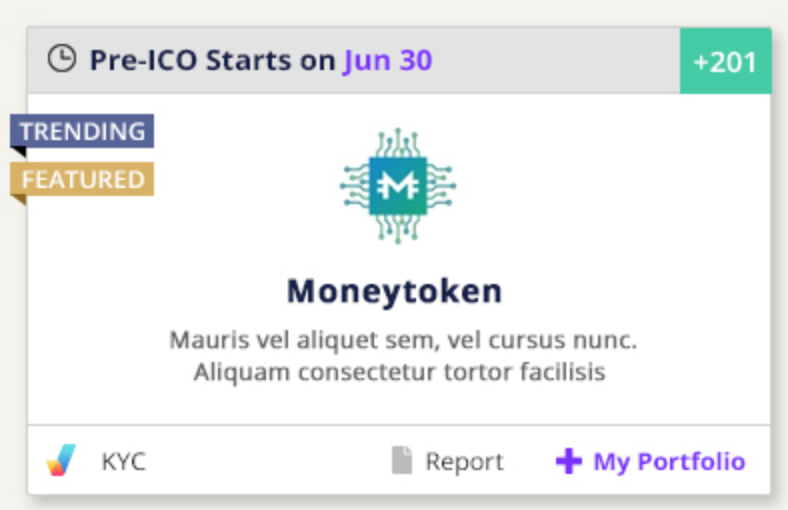 Pre-ICO Starts on Jun 30
+201
TRENDING
FEATURED
Moneytoken
Mauris vel aliquet sem, vel cursus nunc.
Aliquam consectetur tortor facilisis
KYC
Report
My Portfolio